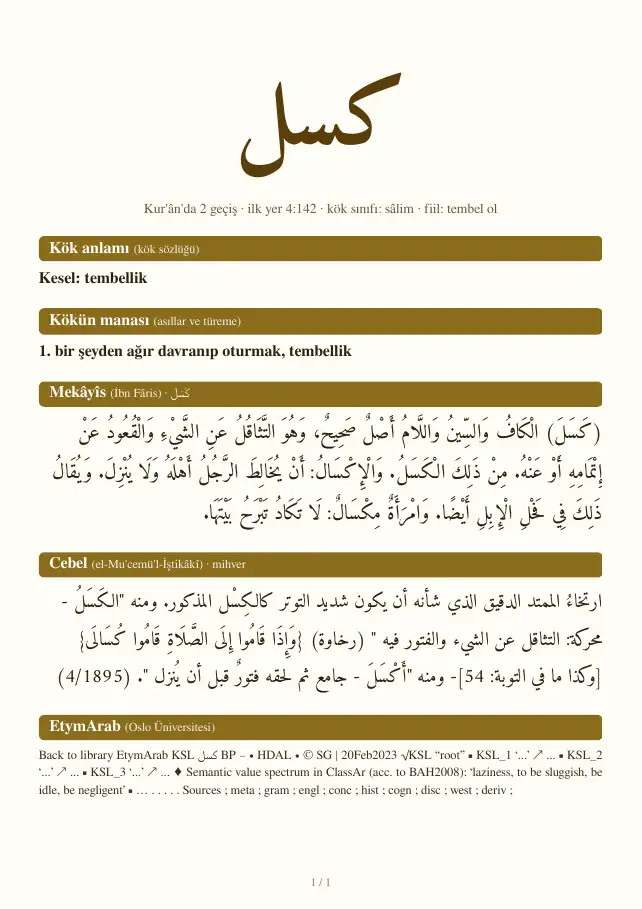 كسل
Kur'ân'da 2 geçiş · ilk yer 4:142 · kök sınıfı: sâlim · fiil: tembel ol
Kök anlamı (kök sözlüğü)
Kesel: tembellik
Kökün manası (asıllar ve türeme)
1. bir şeyden ağır davranıp oturmak, tembellik
Mekâyîs (İbn Fâris) · كَسَلَ
(كَسَلَ) الْكَافُ وَالسِّينُ وَاللَّامُ أَصْلٌ صَحِيحٌ، وَهُوَ التَّثَاقُلُ عَنِ الشَّيْءِ وَالْقُعُودُ عَنْ
إِتْمَامِهِ أَوْ عَنْهُ. مِنْ ذَلِكَ الْكَسَلُ. وَالْإِكْسَالُ: أَنْ يُخَالِطَ الرَّجُلُ أَهْلَهُ وَلَا يُنْزِلَ. وَيُقَالُ
ذَلِكَ فِي فَحْلِ الْإِبِلِ أَيْضًا. وَامْرَأَةٌ مِكْسَالٌ: لَا تَكَادُ تَبْرَحُ بَيْتَهَا.
Cebel (el-Mu'cemü'l-İştikâkî) · mihver
ارتخاءُ الممتد الدقيق الذي شأنه أن يكون شديد التوتر كالكِسْل المذكور. ومنه "الكَسَلُ -
محركة: التثاقل عن الشيء والفتور فيه " (رخاوة) {وَإِذَا قَامُوا إِلَى الصَّلَاةِ قَامُوا كُسَالَى}
[وكذا ما في التوبة: 54]- ومنه "أَكْسَلَ - جامع ثم لحقه فتورٌ قبل أن يُنزل ". (4/1895)
EtymArab (Oslo Üniversitesi)
Back to library EtymArab KSL كسل BP – • HDAL • © SG | 20Feb2023 √KSL “root” ▪ KSL_1 ‘...’ ↗ ... ▪ KSL_2
‘...’ ↗ ... ▪ KSL_3 ‘...’ ↗ ... ♦ Semantic value spectrum in ClassAr (acc. to BAH2008): ‘laziness, to be sluggish, be
idle, be negligent’ ▪ … . . . . . Sources ; meta ; gram ; engl ; conc ; hist ; cogn ; disc ; west ; deriv ;
1 / 1